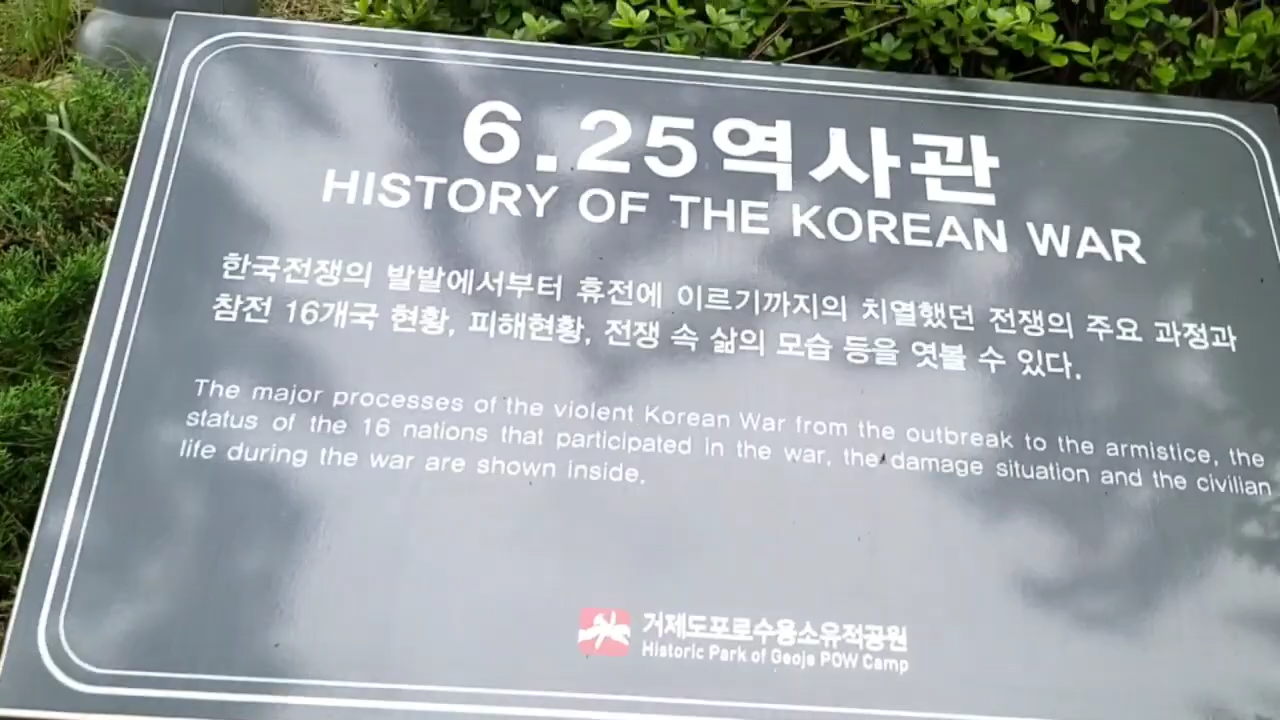 6.25역사관
HISTORY OF THE KOREAN WAR
한국전쟁의 발발에서부터 휴전에 이르기까지의 치열했던 전쟁의 주요 과정과
참전 16개국 현황, 피해현황, 전쟁 속 삶의 모습 등을 엿볼 수 있다.
The major processes of the violent Korean War from the outbreak to the armistice, the
status of the 16 nations that participated in the war, the damage situation and the civilian
life during the war are shown inside.
거제도포로수용소유적공원
Historic Park of Geoje POW Camp